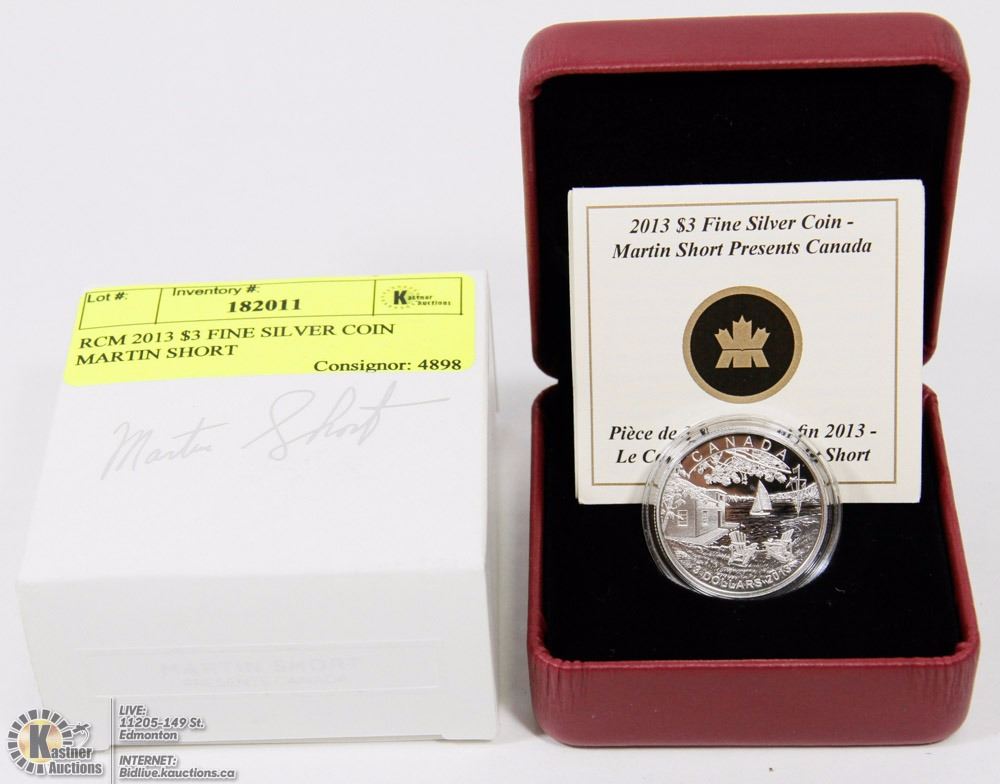 Lot #:
Inventory #:
182011
Kastner Auctions
RCM 2013 $3 FINE SILVER COIN
MARTIN SHORT
Consignor: 4898
Martin Short
MARTIN SHORT
2013 $3 Fine Silver Coin -
Martin Short Presents Canada
Pièce de fin 2013 -
Le Short
CANADA
3 DOLLARS 2013
Kastner
Auctions
LIVE:
11205-149 St.
Edmonton
INTERNET:
Bidlive.kauctions.ca